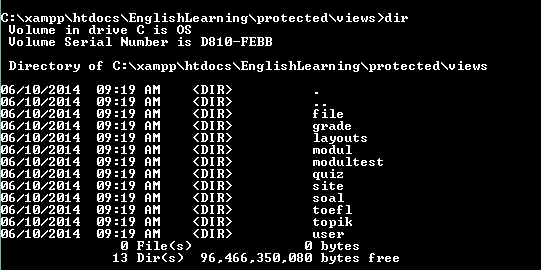 C:\xampp\htdocs\EnglishLearning\protected\views>dir
 Volume in drive C is OS
 Volume Serial Number is D810-FEBB

 Directory of C:\xampp\htdocs\EnglishLearning\protected\views

06/10/2014  09:19 AM    <DIR>          .
06/10/2014  09:19 AM    <DIR>          ..
06/10/2014  09:19 AM    <DIR>          file
06/10/2014  09:19 AM    <DIR>          grade
06/10/2014  09:19 AM    <DIR>          layouts
06/10/2014  09:19 AM    <DIR>          modul
06/10/2014  09:19 AM    <DIR>          modultest
06/10/2014  09:19 AM    <DIR>          quiz
06/10/2014  09:19 AM    <DIR>          site
06/10/2014  09:19 AM    <DIR>          soal
06/10/2014  09:19 AM    <DIR>          toefl
06/10/2014  09:19 AM    <DIR>          topik
06/10/2014  09:19 AM    <DIR>          user
               0 File(s)              0 bytes
              13 Dir(s)  96,466,350,080 bytes free